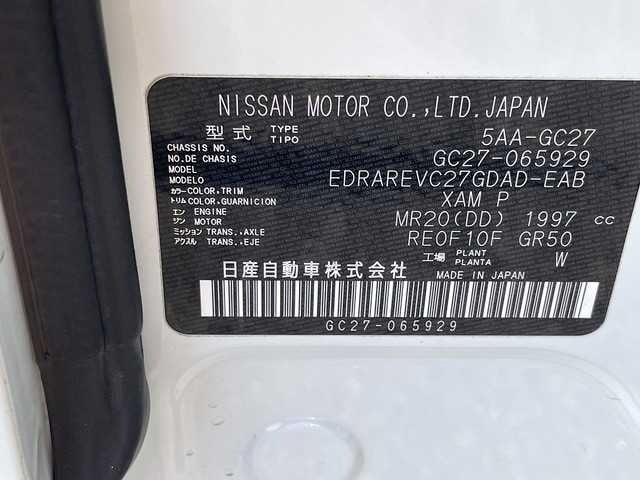 NISSAN MOTOR CO.,LTD.JAPAN
型式 TYPE TIPO 5AA-GC27
CHASSIS NO. NO.DE CHASIS GC27-065929
MODEL MODELO EDRAREVC27GDAD-EAB
カラー COLOR,TRIM トリム COLOR,GUARNICION XAM P
エンジン ENGINE MOTOR MR20(DD) 1997 cc
ミッション TRANS.,AXLE アクスル TRANS.,EJE RE0F10F GR50
工場 PLANT PLANTA W
日産自動車株式会社 MADE IN JAPAN
GC27-065929